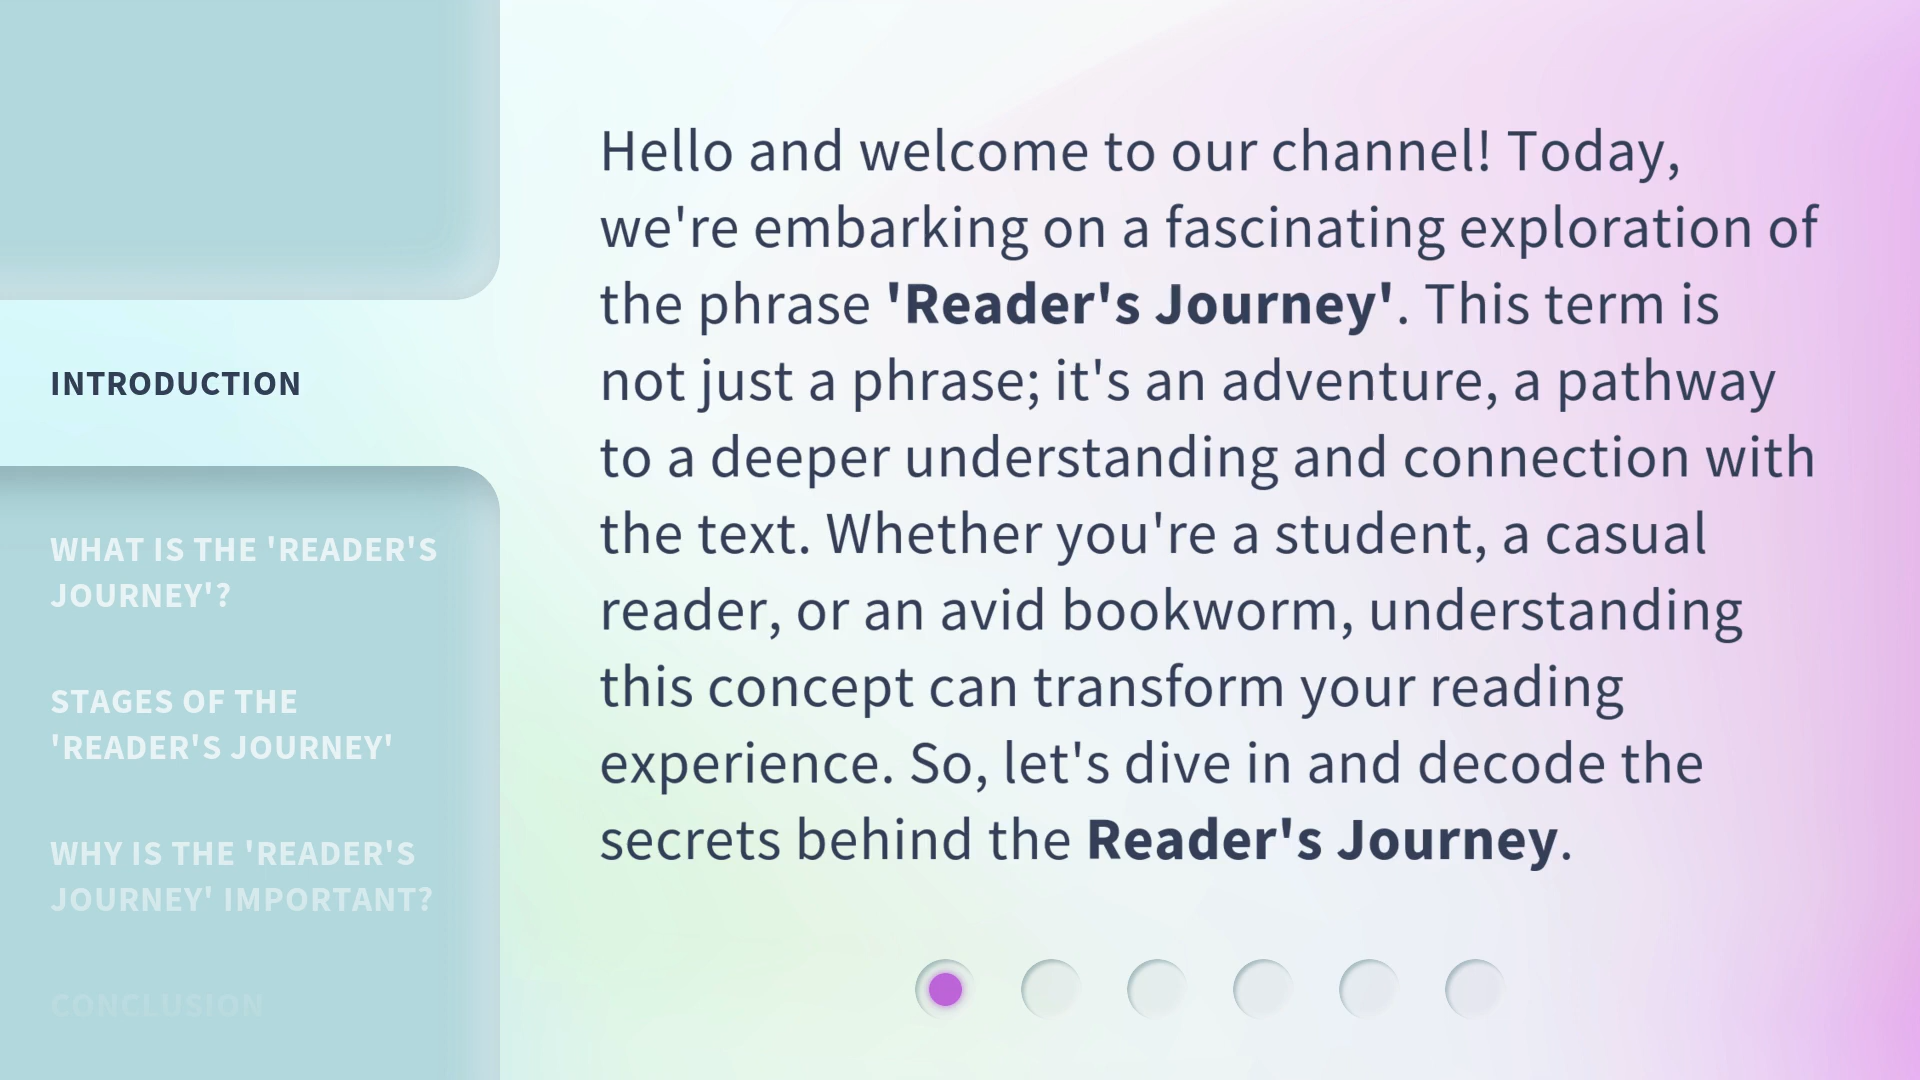 INTRODUCTION
WHAT IS THE 'READER'S
JOURNEY'?
STAGES OF THE
'READER'S JOURNEY'
WHY IS THE 'READER'S
JOURNEY' IMPORTANT?
CONCLUSION
Hello and welcome to our channel! Today,
we're embarking on a fascinating exploration of
the phrase 'Reader's Journey'. This term is
not just a phrase; it's an adventure, a pathway
to a deeper understanding and connection with
the text. Whether you're a student, a casual
reader, or an avid bookworm, understanding
this concept can transform your reading
experience. So, let's dive in and decode the
secrets behind the Reader's Journey.